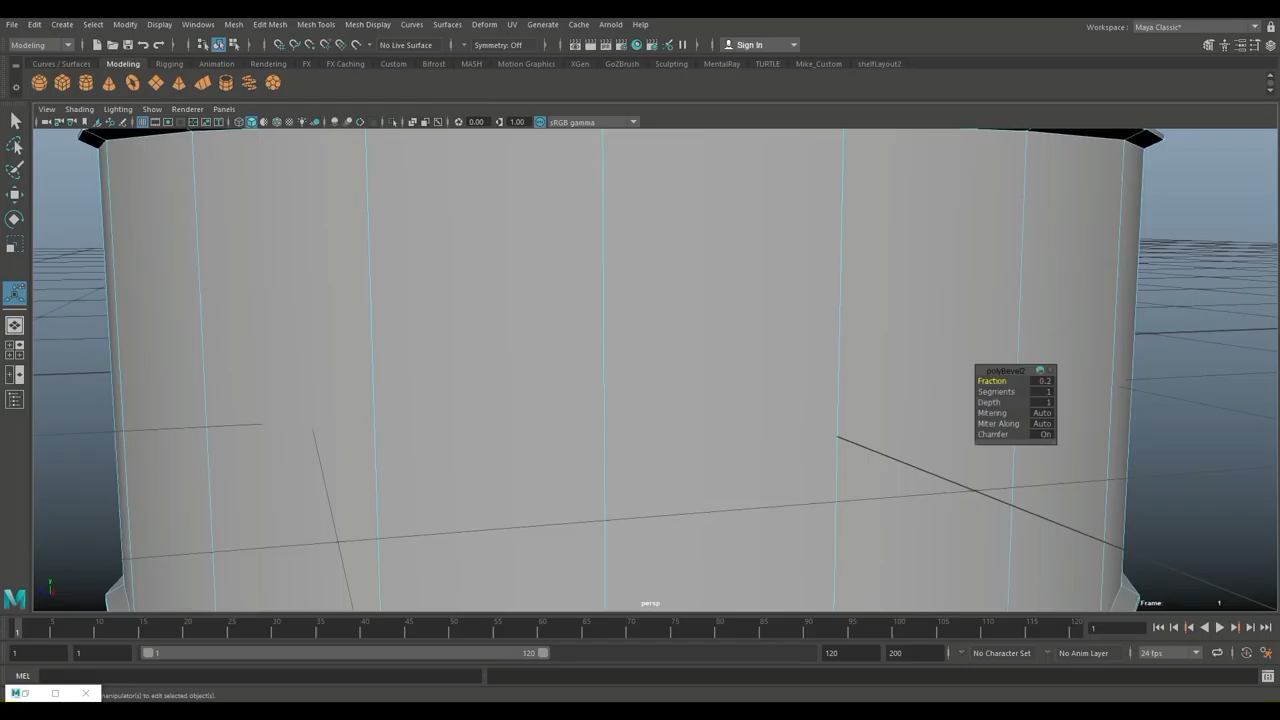 File Edit Create Select Modify Display Windows Mesh Edit Mesh Mesh Tools Mesh Display Curves Surfaces Deform UV Generate Cache Arnold Help
Workspace : Maya Classic*
Modeling No Live Surface Symmetry: Off Sign In
Curves / Surfaces Modeling Rigging Animation Rendering FX FX Caching Custom Bifrost MASH Motion Graphics XGen GoZBrush Sculpting MentalRay TURTLE Mike_Custom shelfLayout2
View Shading Lighting Show Renderer Panels
0.00 1.00 sRGB gamma
polyBevel2
Fraction 0.2
Segments 1
Depth 1
Mitering Auto
Miter Along Auto
Chamfer On
persp
Frame: 1
1 5 10 15 20 25 30 35 40 45 50 55 60 65 70 75 80 85 90 95 100 105 110 115 120 1
1 1 1 120 120 200 No Character Set No Anim Layer 24 fps
MEL
manipulator(s) to edit selected object(s).